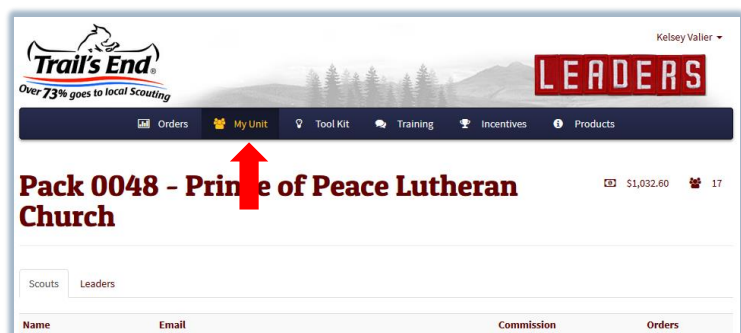 Trail's End®
Over 73% goes to local Scouting
Kelsey Valier
LEADERS
Orders My Unit Tool Kit Training Incentives Products
Pack 0048 - Prince of Peace Lutheran
Church
$1,032.60 17
Scouts Leaders
Name Email Commission Orders